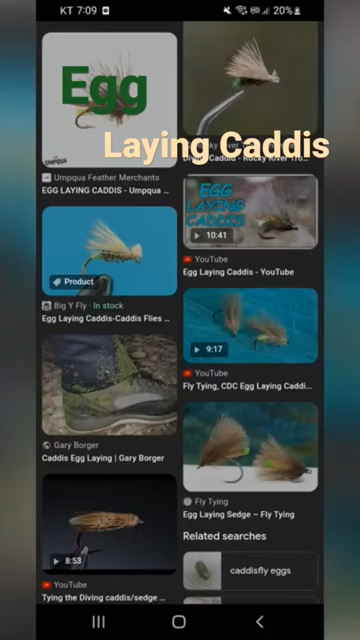 KT 7:09
20%
Egg
Laying Caddis
UMPQUA
Umpqua Feather Merchants
EGG LAYING CADDIS - Umpqua ...
EGG
LAYING
CADDIS
10:41
YouTube
Egg Laying Caddis - YouTube
Product
Big Y Fly · In stock
Egg Laying Caddis-Caddis Flies ...
9:17
YouTube
Fly Tying, CDC Egg Laying Caddi...
Gary Borger
Caddis Egg Laying | Gary Borger
Fly Tying
Egg Laying Sedge – Fly Tying
8:53
YouTube
Tying the Diving caddis/sedge ...
Related searches
caddisfly eggs